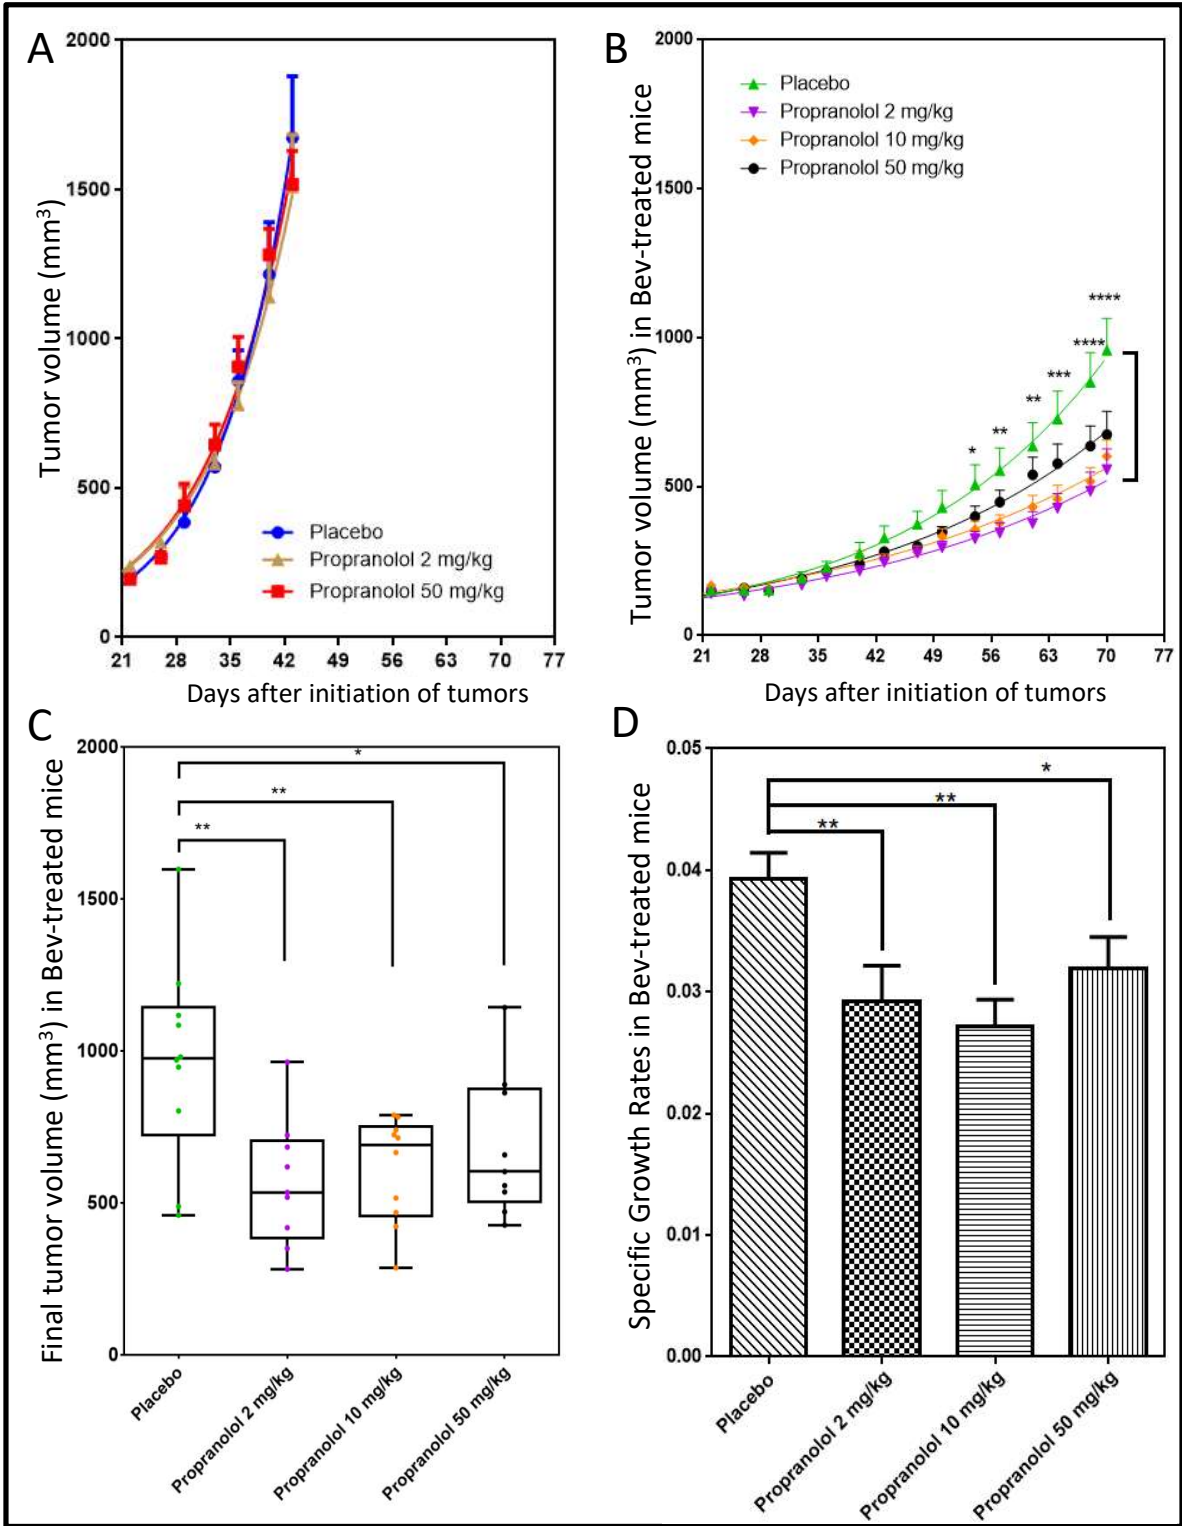 A
Tumor volume (mm³)
2000
1500
1000
500
0
Placebo
Propranolol 2 mg/kg
Propranolol 50 mg/kg
21 28 35 42 49 56 63 70 77
Days after initiation of tumors
B
Tumor volume (mm³) in Bev-treated mice
2000
1500
1000
500
0
Placebo
Propranolol 2 mg/kg
Propranolol 10 mg/kg
Propranolol 50 mg/kg
* ** ** *** **** ****
21 28 35 42 49 56 63 70 77
Days after initiation of tumors
C
Final tumor volume (mm³) in Bev-treated mice
2000
1500
1000
500
0
*
**
**
Placebo
Propranolol 2 mg/kg
Propranolol 10 mg/kg
Propranolol 50 mg/kg
D
Specific Growth Rates in Bev-treated mice
0.05
0.04
0.03
0.02
0.01
0.00
*
**
**
Placebo
Propranolol 2 mg/kg
Propranolol 10 mg/kg
Propranolol 50 mg/kg